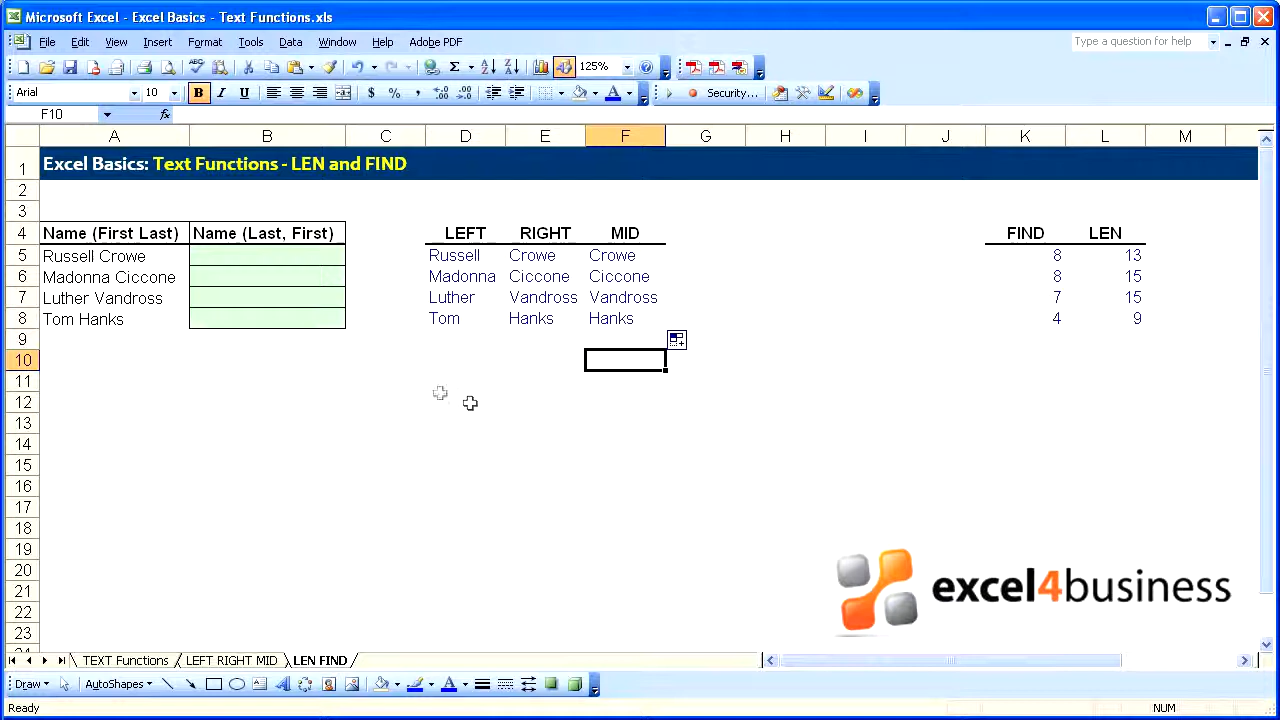 Microsoft Excel - Excel Basics - Text Functions.xls
File Edit View Insert Format Tools Data Window Help Adobe PDF Type a question for help
125%
Arial 10 B I U $ % , Security...
F10 fx
A B C D E F G H I J K L M
1 Excel Basics: Text Functions - LEN and FIND
2
3
4 Name (First Last) Name (Last, First) LEFT RIGHT MID FIND LEN
5 Russell Crowe Russell Crowe Crowe 8 13
6 Madonna Ciccone Madonna Ciccone Ciccone 8 15
7 Luther Vandross Luther Vandross Vandross 7 15
8 Tom Hanks Tom Hanks Hanks 4 9
9
10
11
12
13
14
15
16
17
18
19
20
21
22
23
excel4business
TEXT Functions LEFT RIGHT MID LEN FIND
Draw AutoShapes A
Ready NUM